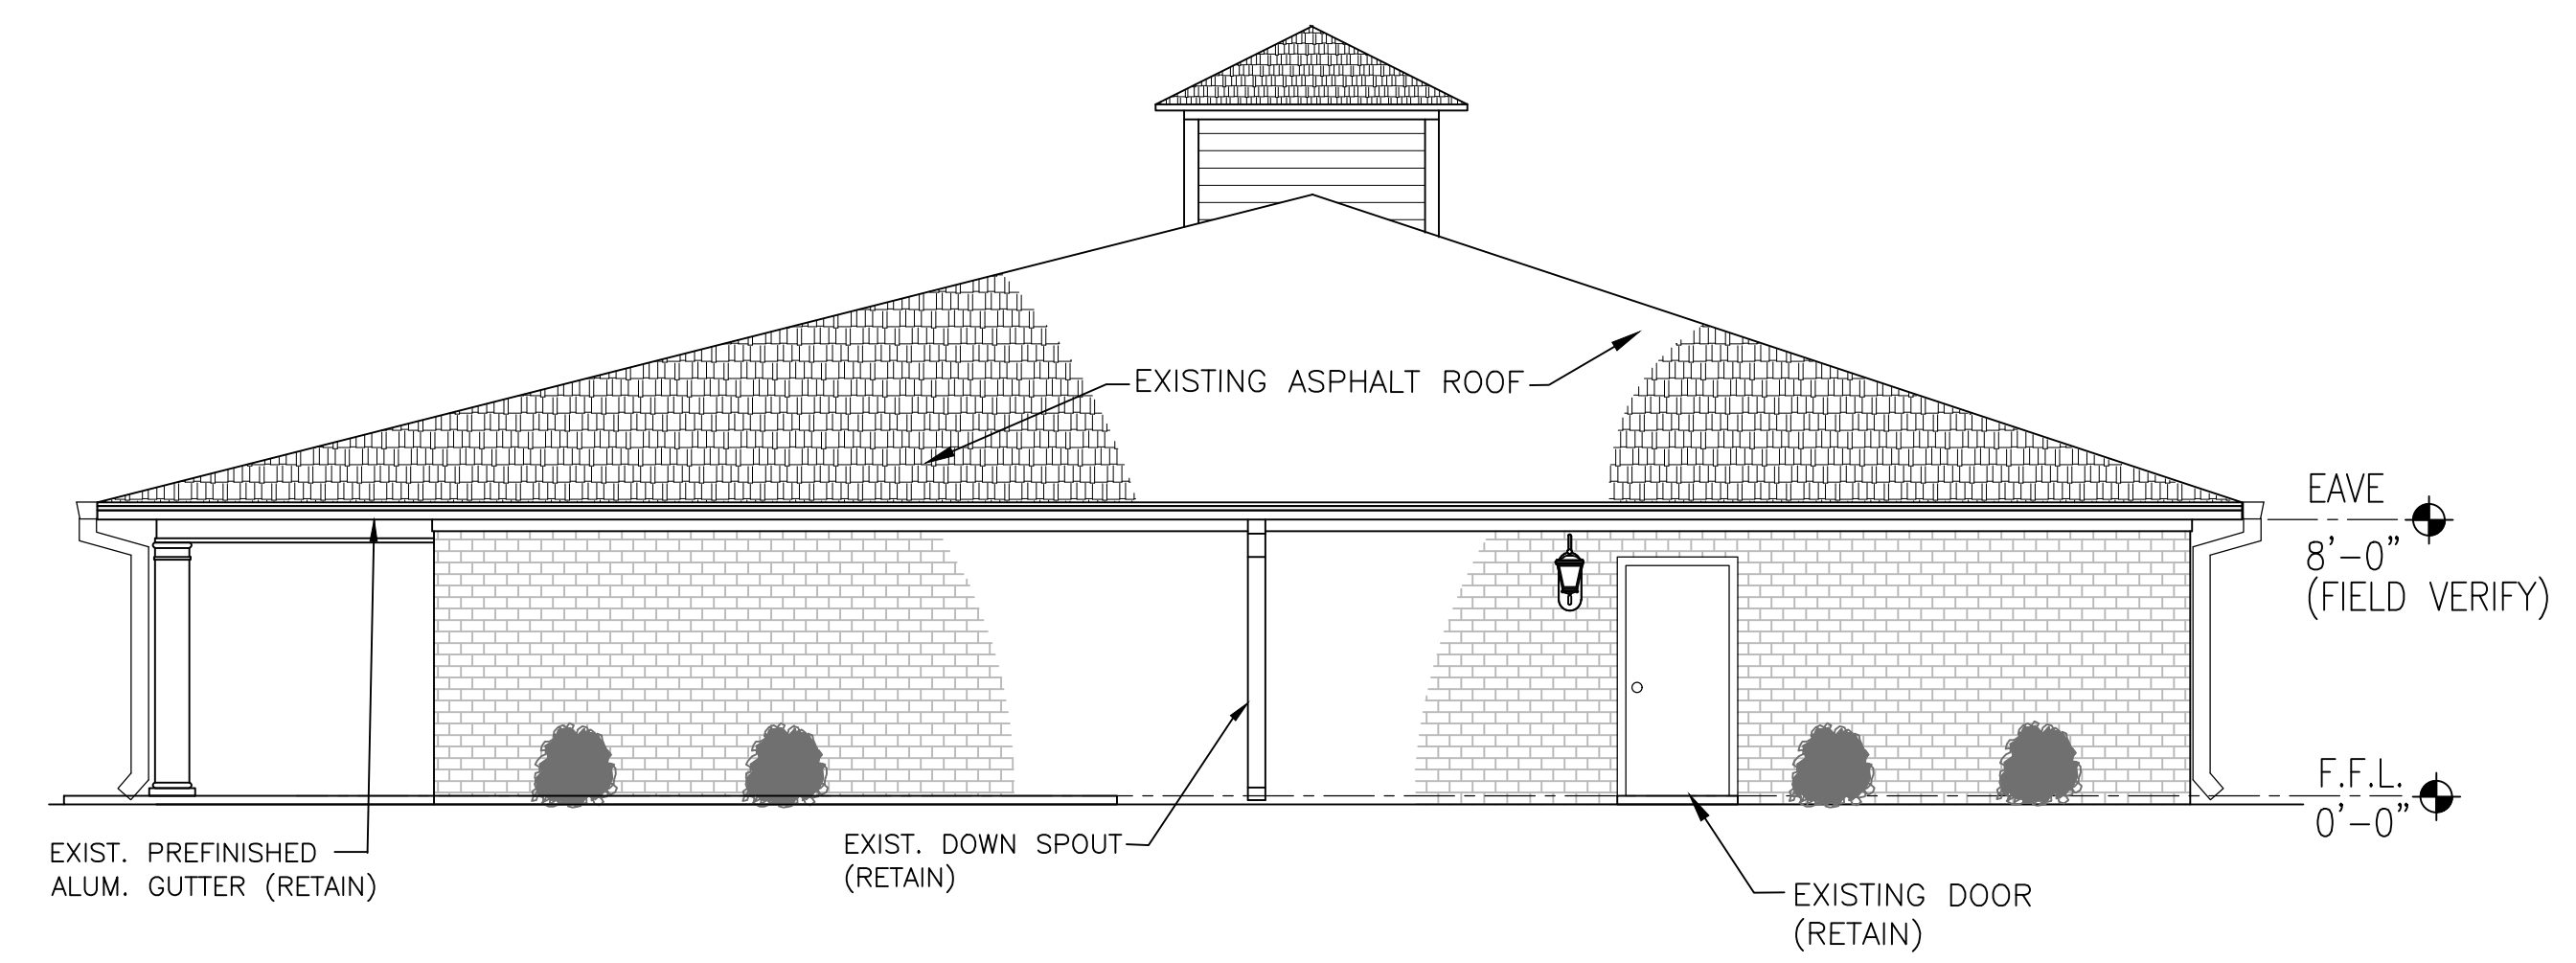 EXISTING ASPHALT ROOF
EAVE
8'-0"
(FIELD VERIFY)
F.F.L.
0'-0"
EXIST. PREFINISHED
ALUM. GUTTER (RETAIN)
EXIST. DOWN SPOUT
(RETAIN)
EXISTING DOOR
(RETAIN)